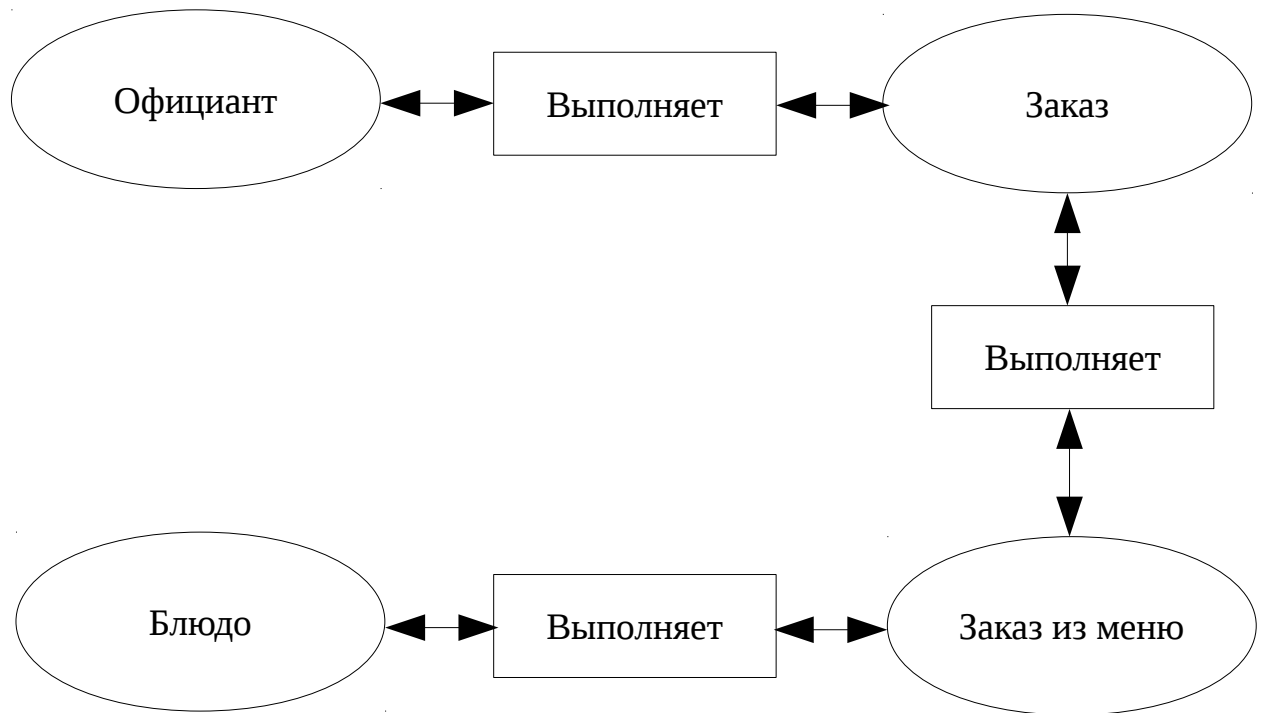 Официант
Выполняет
Заказ
Выполняет
Блюдо
Выполняет
Заказ из меню